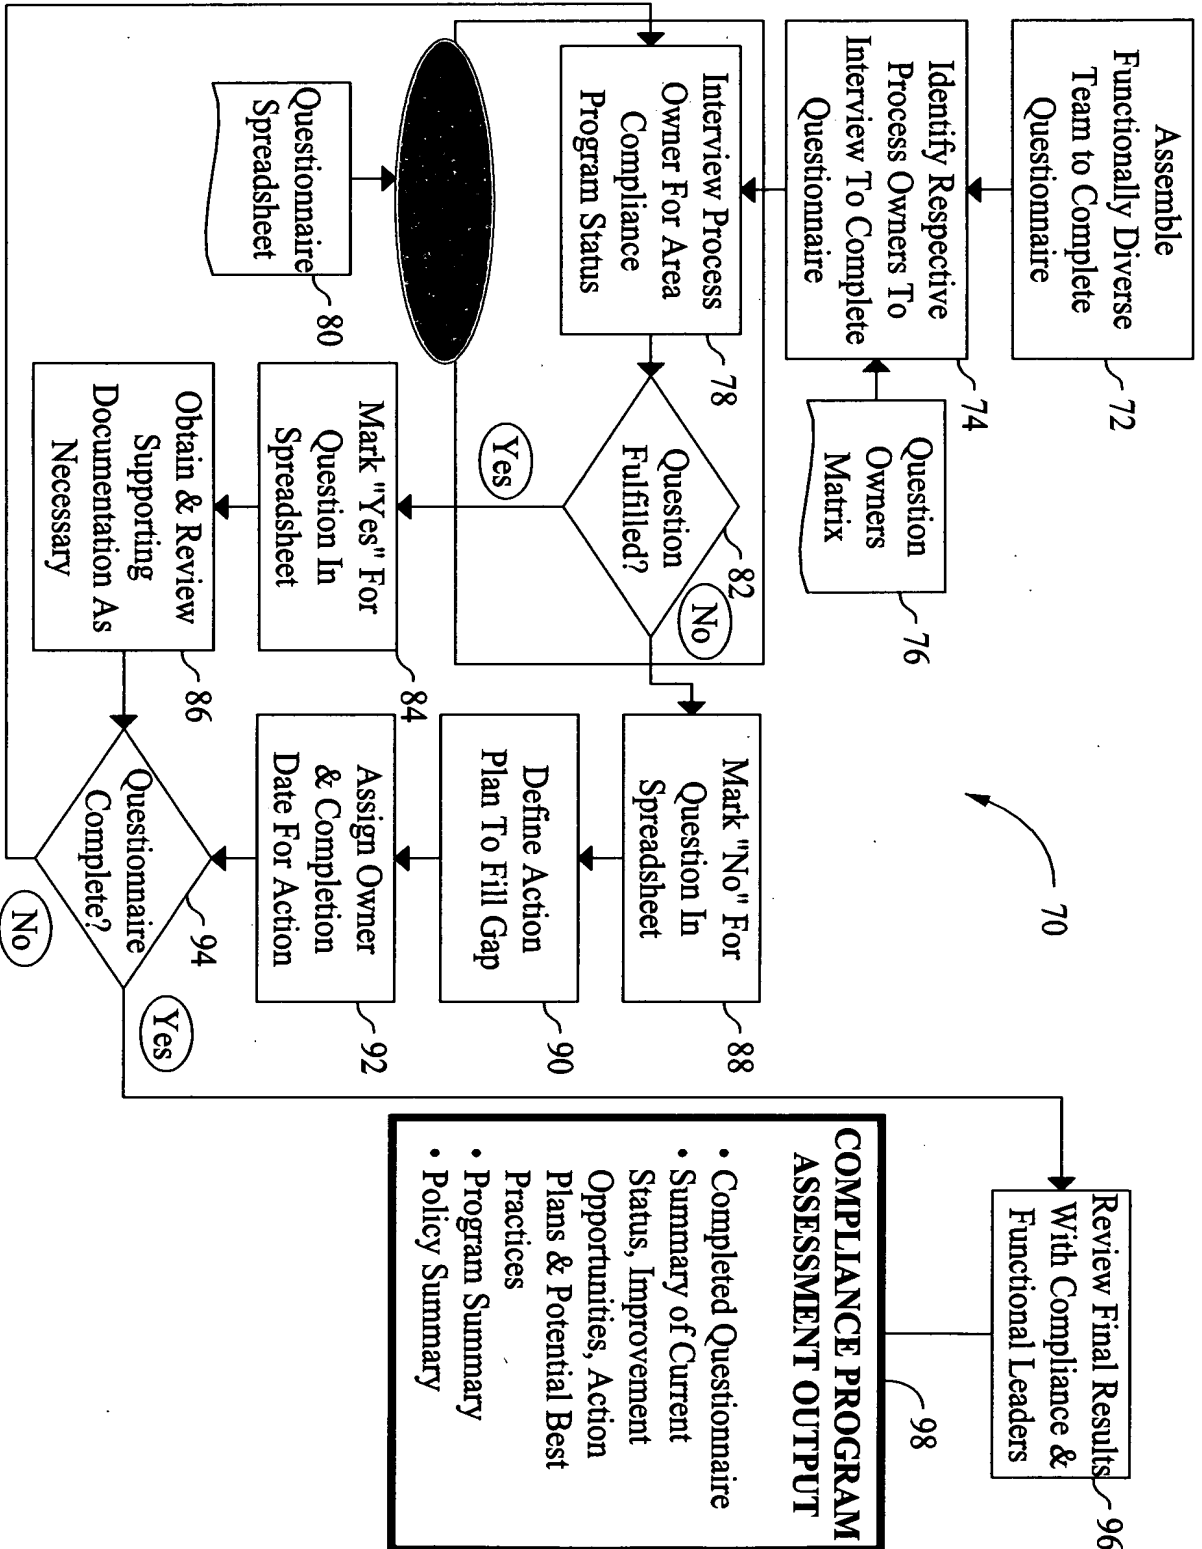 Assemble
Functionally Diverse
Team to Complete
Questionnaire
72
Identify Respective
Process Owners To
Interview To Complete
Questionnaire
74
Question
Owners
Matrix
76
Interview Process
Owner For Area
Compliance
Program Status
78
Questionnaire
Spreadsheet
80
Question
Fulfilled?
82
Yes
No
Mark "Yes" For
Question In
Spreadsheet
84
Obtain & Review
Supporting
Documentation As
Necessary
86
Mark "No" For
Question In
Spreadsheet
88
Define Action
Plan To Fill Gap
90
Assign Owner
& Completion
Date For Action
92
Questionnaire
Complete?
94
No
Yes
70
Review Final Results
With Compliance &
Functional Leaders
96
COMPLIANCE PROGRAM
ASSESSMENT OUTPUT
• Completed Questionnaire
• Summary of Current
Status, Improvement
Opportunities, Action
Plans & Potential Best
Practices
• Program Summary
• Policy Summary
98